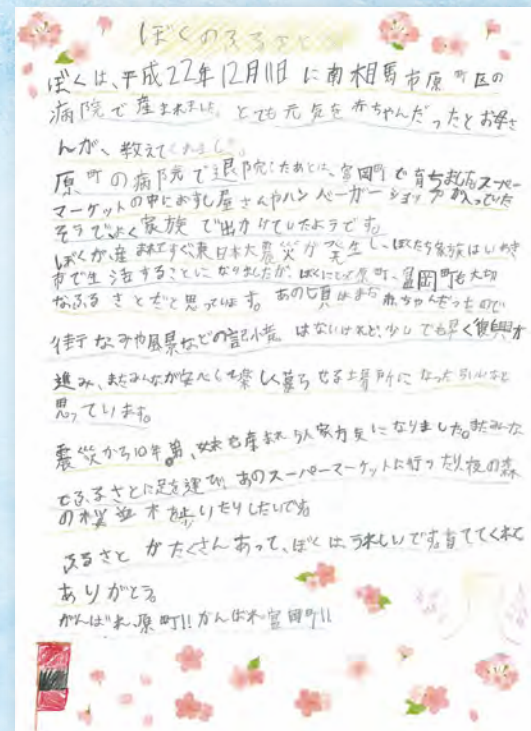 ぼくのふるさと
ぼくは、平成22年12月11日に南相馬市原町区の
病院で産まれました。とても元気な赤ちゃんだったとお母さ
んが、教えてくれました。
原町の病院で退院したあとは、富岡町で育ちました。スーパー
マーケットの中におすし屋さんやハンバーガーショップが入っていた
そうでよく家族で出かけていたようです。
ぼくが産まれてすぐ東日本大震災が発生し、ぼくたち家族はいわき
市で生活することになりましたが、ぼくにとって原町、富岡町も大切
なふるさとだと思っています。あの頃はまだ赤ちゃんだったので
街なみや風景などの記憶はないけれど、少しでも早く復興が
進み、またみんなが安心して楽しく暮らせる場所になったらいいなと
思っています。
震災から10年。弟、妹も産まれ5人家族になりました。またみんな
でふるさとに足を運び、あのスーパーマーケットに行ったり、夜の森
の桜並木を歩いたりしたいです。
ふるさとがたくさんあって、ぼくはうれしいです。育ててくれて
ありがとう。
がんばれ原町!!がんばれ富岡町!!